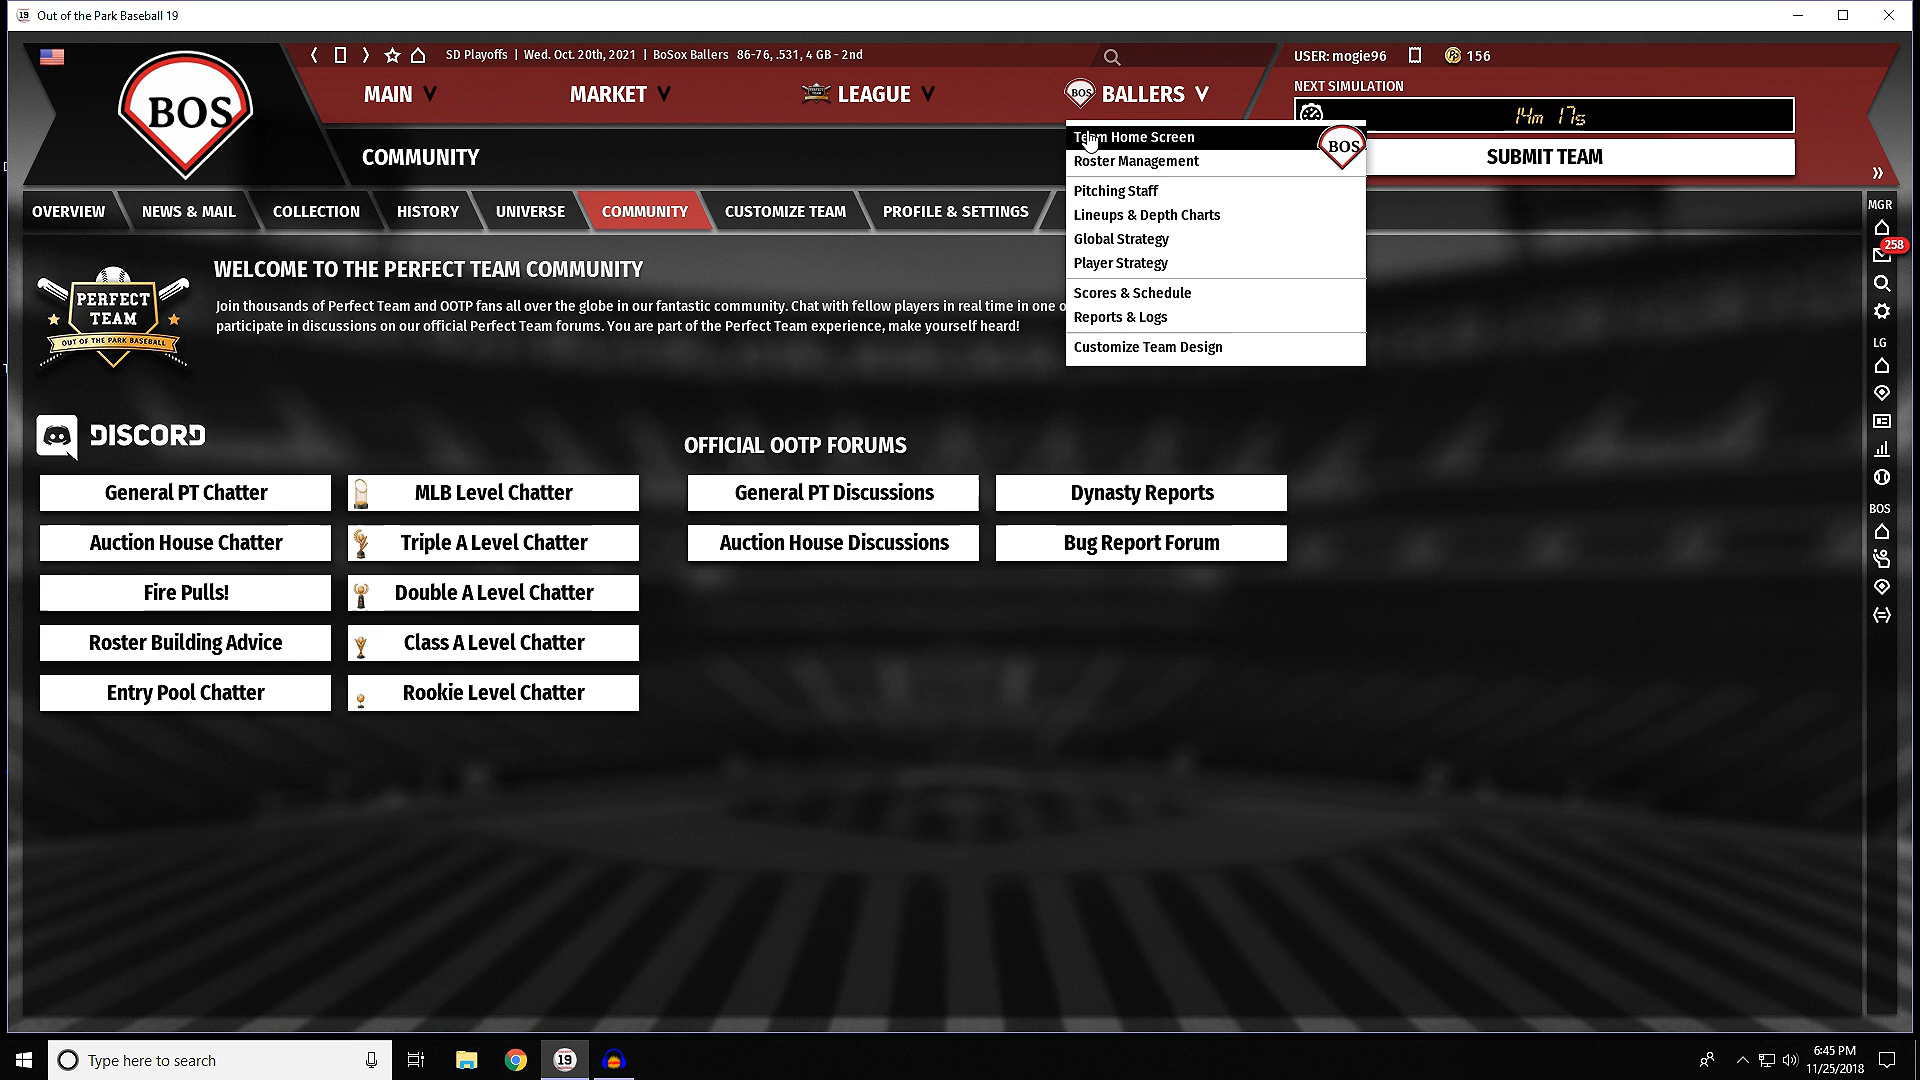 Out of the Park Baseball 19
SD Playoffs | Wed. Oct. 20th, 2021 | BoSox Ballers 86-76, .531, 4 GB - 2nd
USER: mogie96
156
BOS
MAIN
MARKET
LEAGUE
BOS
BALLERS
NEXT SIMULATION
14m 17s
COMMUNITY
SUBMIT TEAM
Team Home Screen
BOS
Roster Management
Pitching Staff
Lineups & Depth Charts
Global Strategy
Player Strategy
Scores & Schedule
Reports & Logs
Customize Team Design
OVERVIEW
NEWS & MAIL
COLLECTION
HISTORY
UNIVERSE
COMMUNITY
CUSTOMIZE TEAM
PROFILE & SETTINGS
PERFECT
TEAM
OUT OF THE PARK BASEBALL
WELCOME TO THE PERFECT TEAM COMMUNITY
Join thousands of Perfect Team and OOTP fans all over the globe in our fantastic community. Chat with fellow players in real time in one o
participate in discussions on our official Perfect Team forums. You are part of the Perfect Team experience, make yourself heard!
DISCORD
General PT Chatter
MLB Level Chatter
Auction House Chatter
Triple A Level Chatter
Fire Pulls!
Double A Level Chatter
Roster Building Advice
Class A Level Chatter
Entry Pool Chatter
Rookie Level Chatter
OFFICIAL OOTP FORUMS
General PT Discussions
Dynasty Reports
Auction House Discussions
Bug Report Forum
MGR
258
LG
BOS
Type here to search
19
6:45 PM
11/25/2018